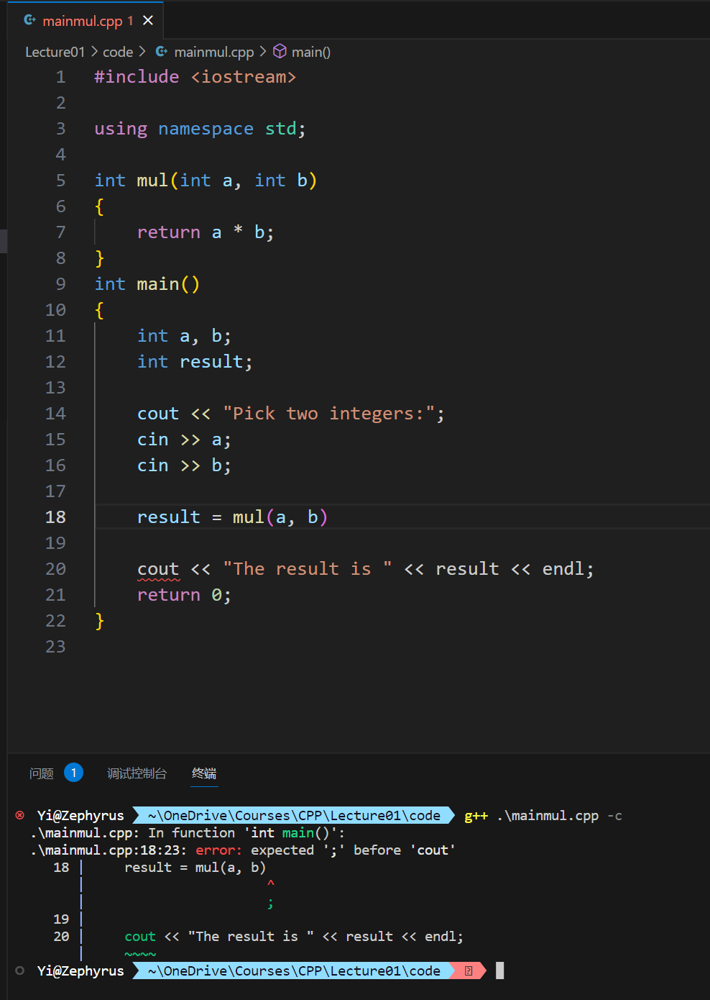 mainmul.cpp 1
Lecture01 > code > mainmul.cpp > main()
1 #include <iostream>
2
3 using namespace std;
4
5 int mul(int a, int b)
6 {
7     return a * b;
8 }
9 int main()
10 {
11     int a, b;
12     int result;
13
14     cout << "Pick two integers:";
15     cin >> a;
16     cin >> b;
17
18     result = mul(a, b)
19
20     cout << "The result is " << result << endl;
21     return 0;
22 }
23
问题 1 调试控制台 终端
Yi@Zephyrus ~\OneDrive\Courses\CPP\Lecture01\code g++ .\mainmul.cpp -c
.\mainmul.cpp: In function 'int main()':
.\mainmul.cpp:18:23: error: expected ';' before 'cout'
18 |     result = mul(a, b)
   |                       ^
   |                       ;
19 |
20 |     cout << "The result is " << result << endl;
   |     ~~~~
Yi@Zephyrus ~\OneDrive\Courses\CPP\Lecture01\code